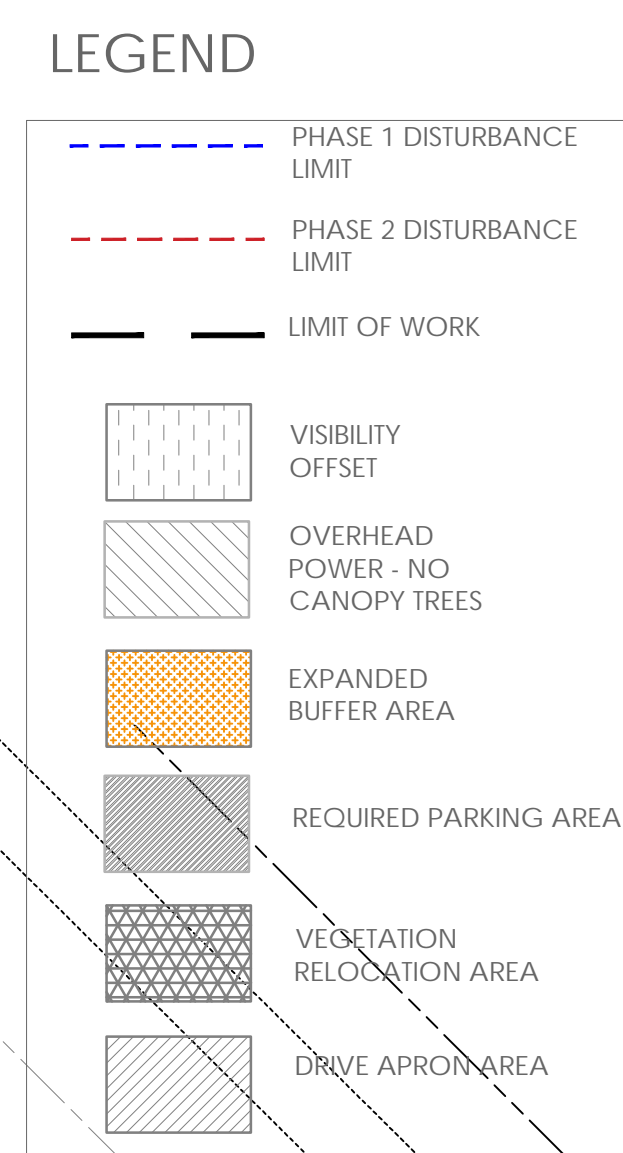 LEGEND
PHASE 1 DISTURBANCE
LIMIT
PHASE 2 DISTURBANCE
LIMIT
LIMIT OF WORK
VISIBILITY
OFFSET
OVERHEAD
POWER - NO
CANOPY TREES
EXPANDED
BUFFER AREA
REQUIRED PARKING AREA
VEGETATION
RELOCATION AREA
DRIVE APRON AREA